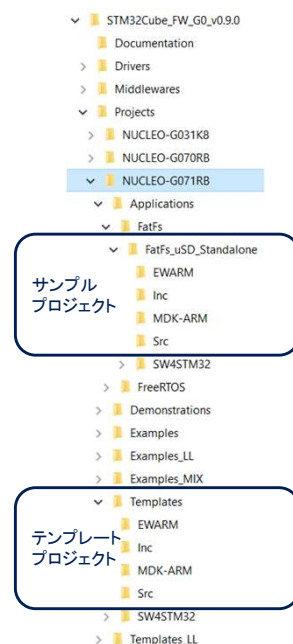 STM32Cube_FW_G0_v0.9.0
Documentation
Drivers
Middlewares
Projects
NUCLEO-G031K8
NUCLEO-G070RB
NUCLEO-G071RB
Applications
FatFs
FatFs_uSD_Standalone
EWARM
サンプル
プロジェクト
Inc
MDK-ARM
Src
SW4STM32
FreeRTOS
Demonstrations
Examples
Examples_LL
Examples_MIX
Templates
EWARM
テンプレート
プロジェクト
Inc
MDK-ARM
Src
SW4STM32
Templates_LL